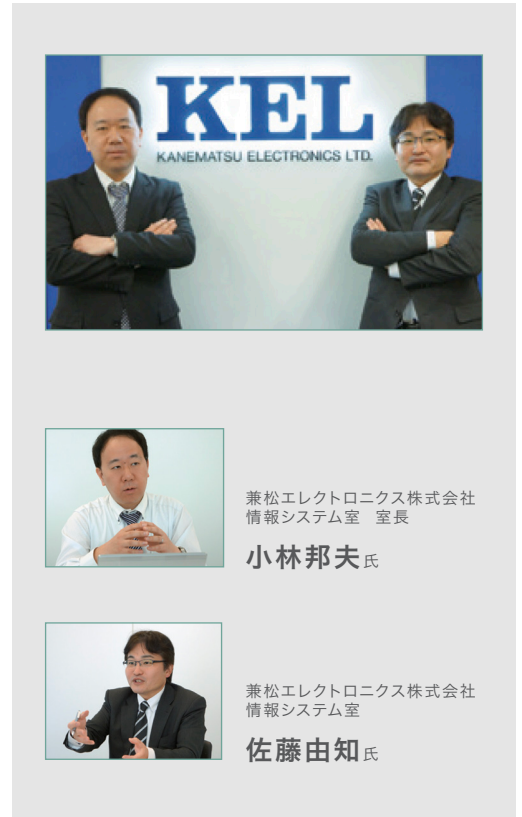 KEL
KANEMATSU ELECTRONICS LTD.
兼松エレクトロニクス株式会社
情報システム室　室長
小林邦夫氏
兼松エレクトロニクス株式会社
情報システム室
佐藤由知氏